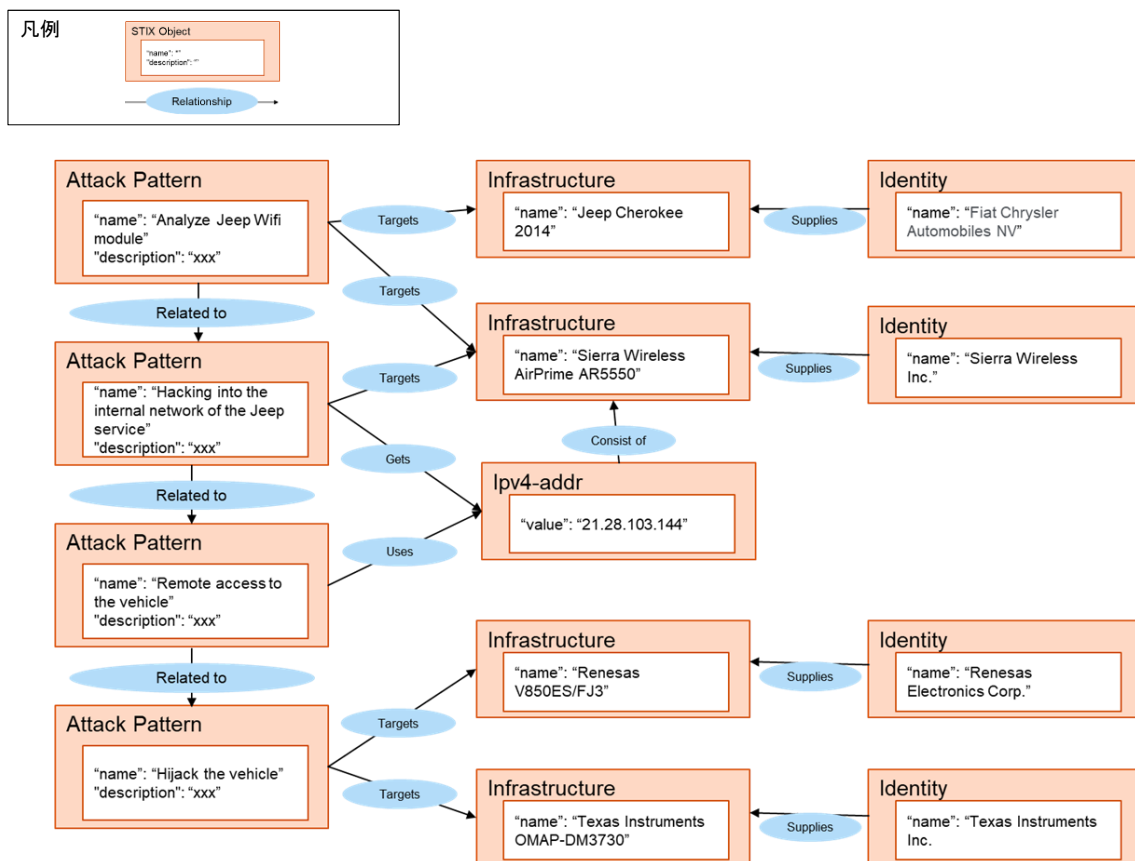 凡例
STIX Object
“name”: “”
"description": “”
Relationship
Attack Pattern
“name”: “Analyze Jeep Wifi
module”
"description": “xxx”
Targets
Infrastructure
“name”: “Jeep Cherokee
2014”
Supplies
Identity
“name”: “Fiat Chrysler
Automobiles NV”
Targets
Related to
Attack Pattern
“name”: “Hacking into the
internal network of the Jeep
service”
"description": “xxx”
Targets
Infrastructure
“name”: “Sierra Wireless
AirPrime AR5550”
Supplies
Identity
“name”: “Sierra Wireless
Inc.”
Consist of
Gets
Ipv4-addr
“value”: “21.28.103.144”
Related to
Attack Pattern
“name”: “Remote access to
the vehicle”
"description": “xxx”
Uses
Related to
Attack Pattern
“name”: “Hijack the vehicle”
"description": “xxx”
Targets
Infrastructure
“name”: “Renesas
V850ES/FJ3”
Supplies
Identity
“name”: “Renesas
Electronics Corp.”
Targets
Infrastructure
“name”: “Texas Instruments
OMAP-DM3730”
Supplies
Identity
“name”: “Texas Instruments
Inc.